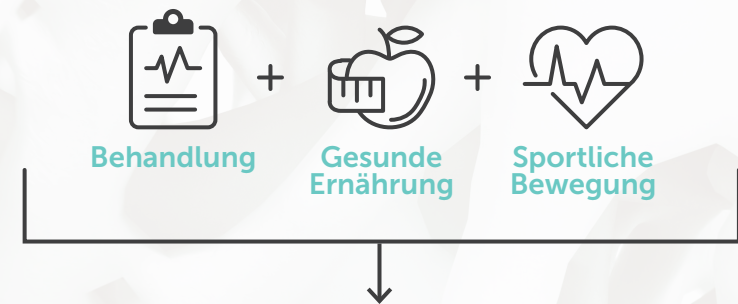 + +
Behandlung
Gesunde
Ernährung
Sportliche
Bewegung